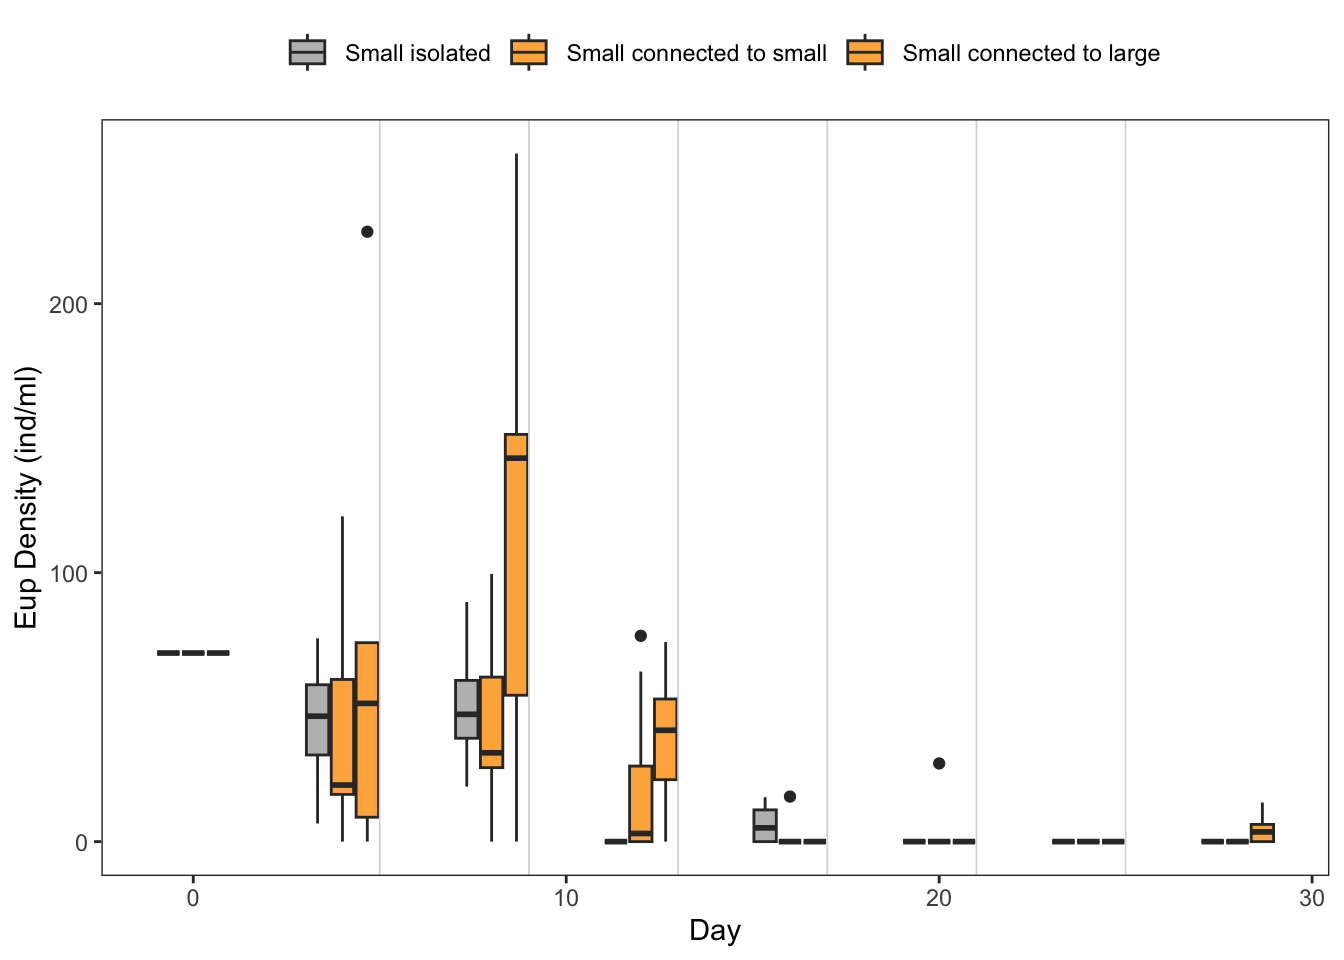 Small isolated Small connected to small Small connected to large
Eup Density (ind/ml)
200
100
0
0 10 20 30
Day